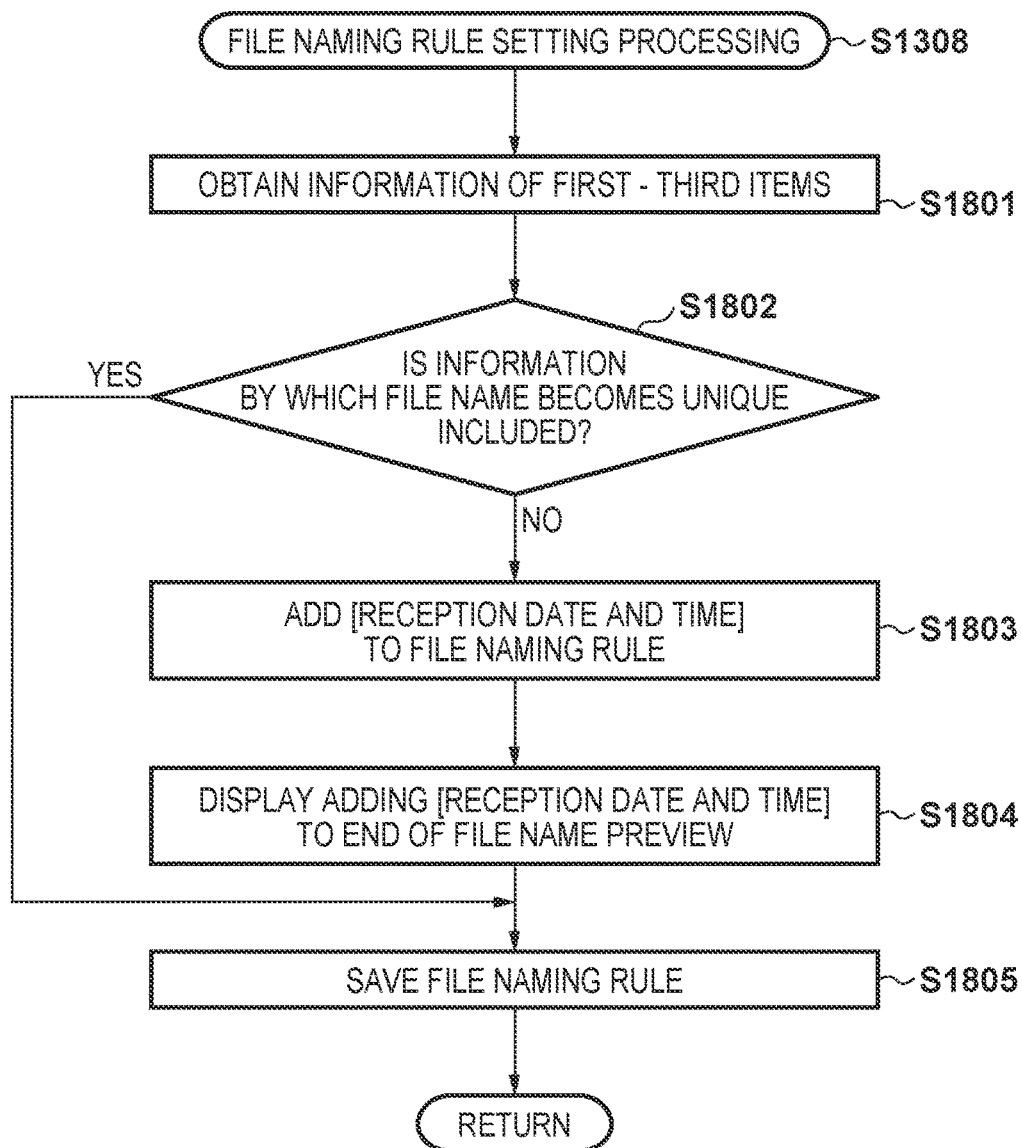 FILE NAMING RULE SETTING PROCESSING S1308
OBTAIN INFORMATION OF FIRST - THIRD ITEMS S1801
S1802
IS INFORMATION
BY WHICH FILE NAME BECOMES UNIQUE
INCLUDED?
YES
NO
ADD [RECEPTION DATE AND TIME]
TO FILE NAMING RULE
S1803
DISPLAY ADDING [RECEPTION DATE AND TIME]
TO END OF FILE NAME PREVIEW
S1804
SAVE FILE NAMING RULE S1805
RETURN